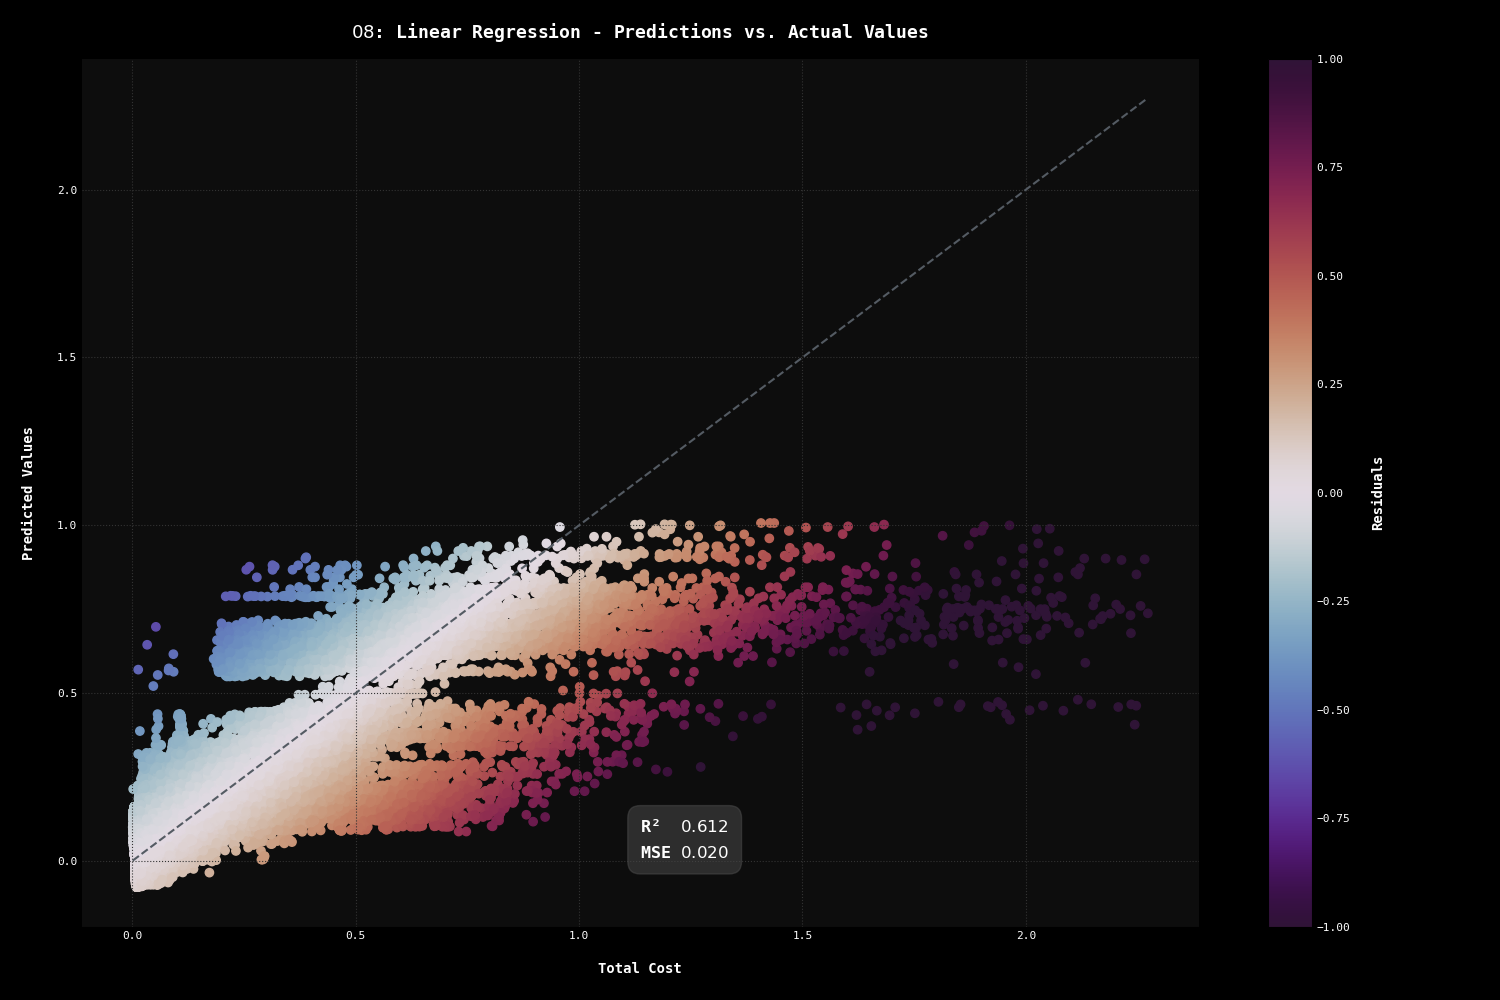 O8: Linear Regression - Predictions vs. Actual Values
Predicted Values
2.0
1.5
1.0
0.5
0.0
0.0 0.5 1.0 1.5 2.0
Total Cost
R² 0.612
MSE 0.020
1.00
0.75
0.50
0.25
0.00
−0.25
−0.50
−0.75
−1.00
Residuals